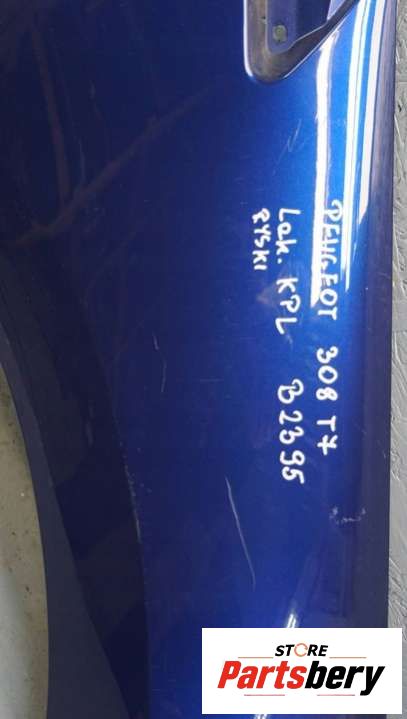 PEUGEOT 308 T7
Lak. KPL B2395
RYSKI
STORE
Partsbery